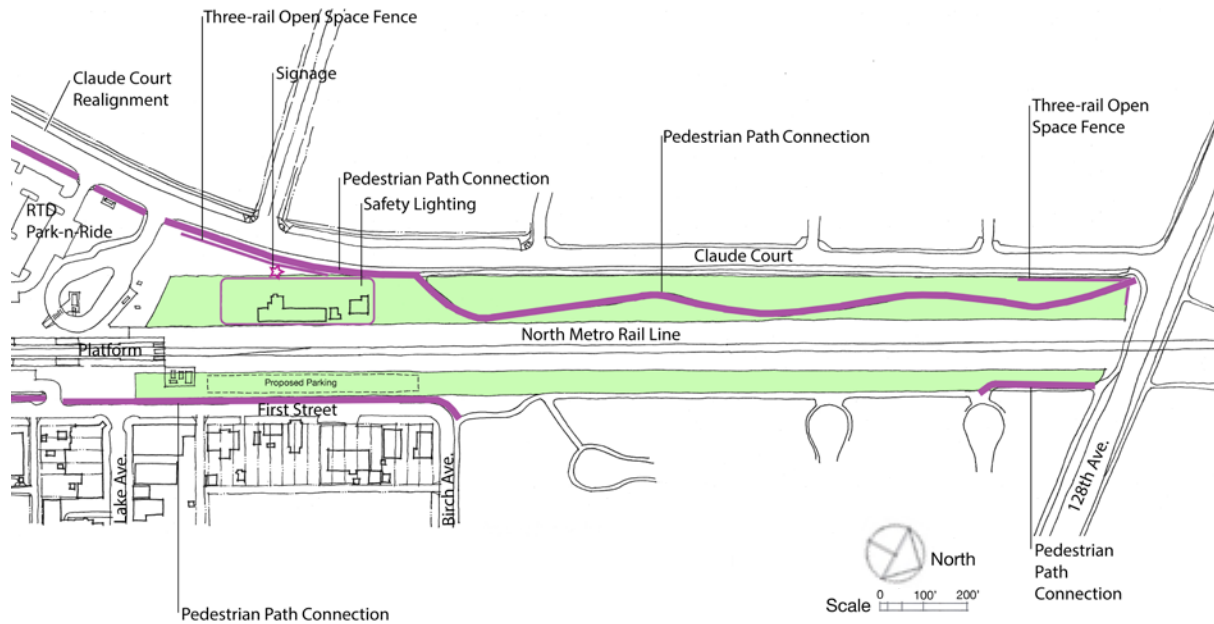 Three-rail Open Space Fence
Signage
Claude Court
Realignment
Three-rail Open
Space Fence
Pedestrian Path Connection
Pedestrian Path Connection
Safety Lighting
RTD
Park-n-Ride
Claude Court
North Metro Rail Line
Platform
Proposed Parking
First Street
Lake Ave.
Birch Ave.
128th Ave.
North
Pedestrian
Path
Connection
Scale
0 100' 200'
Pedestrian Path Connection